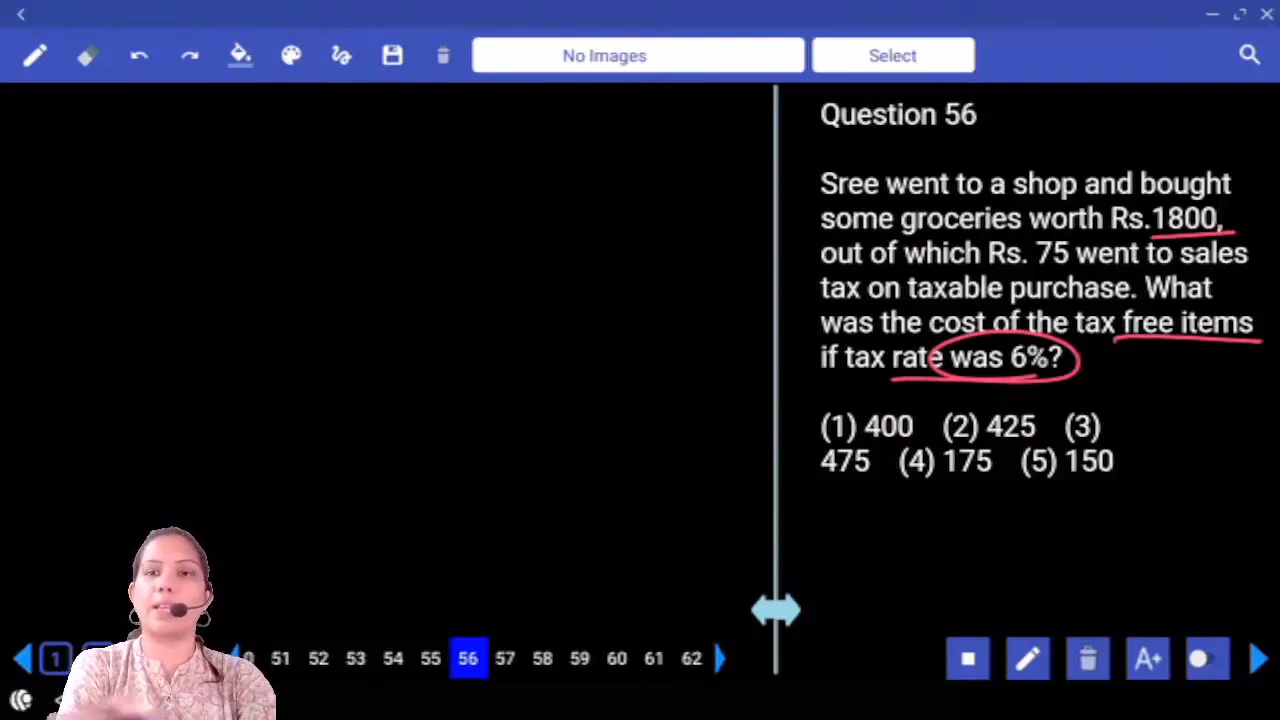 No Images
Select
Question 56
Sree went to a shop and bought
some groceries worth Rs.1800,
out of which Rs. 75 went to sales
tax on taxable purchase. What
was the cost of the tax free items
if tax rate was 6%?
(1) 400 (2) 425 (3)
475 (4) 175 (5) 150
1 0 51 52 53 54 55 56 57 58 59 60 61 62
A+